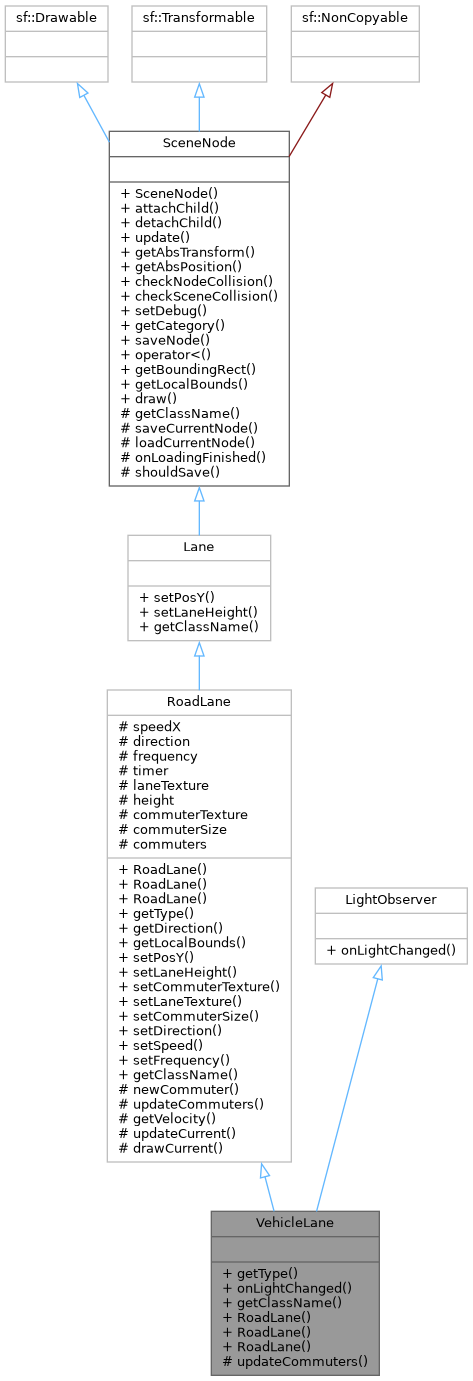 sf::Drawable
sf::Transformable
sf::NonCopyable
SceneNode
+ SceneNode()
+ attachChild()
+ detachChild()
+ update()
+ getAbsTransform()
+ getAbsPosition()
+ checkNodeCollision()
+ checkSceneCollision()
+ setDebug()
+ getCategory()
+ saveNode()
+ operator<()
+ getBoundingRect()
+ getLocalBounds()
+ draw()
# getClassName()
# saveCurrentNode()
# loadCurrentNode()
# onLoadingFinished()
# shouldSave()
Lane
+ setPosY()
+ setLaneHeight()
+ getClassName()
RoadLane
# speedX
# direction
# frequency
# timer
# laneTexture
# height
# commuterTexture
# commuterSize
# commuters
+ RoadLane()
+ RoadLane()
+ RoadLane()
+ getType()
+ getDirection()
+ getLocalBounds()
+ setPosY()
+ setLaneHeight()
+ setCommuterTexture()
+ setLaneTexture()
+ setCommuterSize()
+ setDirection()
+ setSpeed()
+ setFrequency()
+ getClassName()
# newCommuter()
# updateCommuters()
# getVelocity()
# updateCurrent()
# drawCurrent()
LightObserver
+ onLightChanged()
VehicleLane
+ getType()
+ onLightChanged()
+ getClassName()
+ RoadLane()
+ RoadLane()
+ RoadLane()
# updateCommuters()